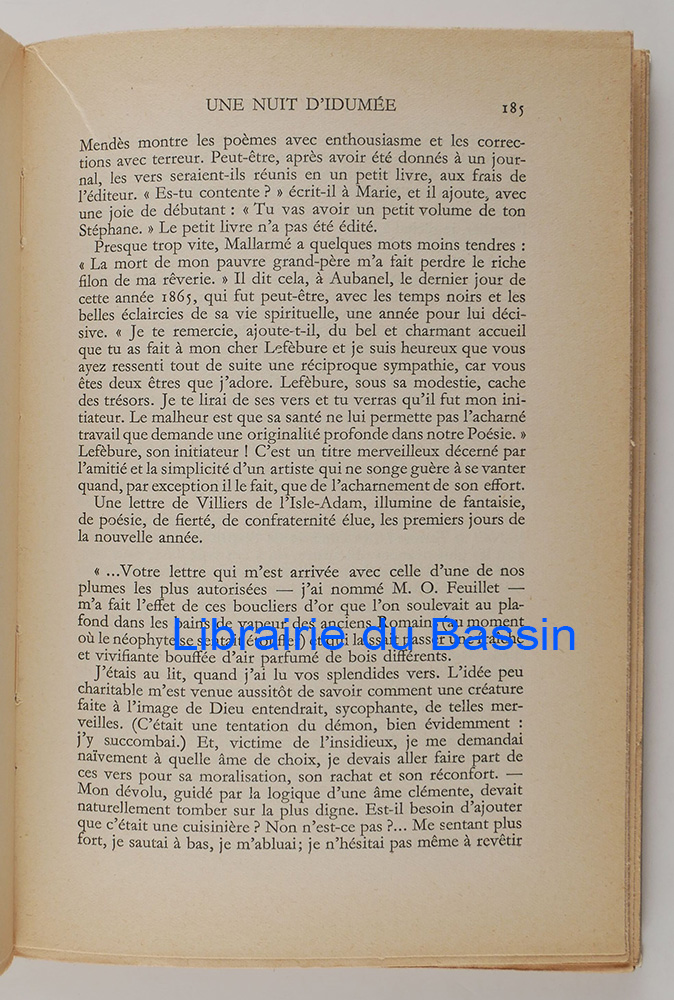 UNE NUIT D'IDUMÉE 185
Mendès montre les poèmes avec enthousiasme et les correc-
tions avec terreur. Peut-être, après avoir été donnés à un jour-
nal, les vers seraient-ils réunis en un petit livre, aux frais de
l'éditeur. « Es-tu contente ? » écrit-il à Marie, et il ajoute, avec
une joie de débutant : « Tu vas avoir un petit volume de ton
Stéphane. » Le petit livre n'a pas été édité.
Presque trop vite, Mallarmé a quelques mots moins tendres :
« La mort de mon pauvre grand-père m'a fait perdre le riche
filon de ma rêverie. » Il dit cela, à Aubanel, le dernier jour de
cette année 1865, qui fut peut-être, avec les temps noirs et les
belles éclaircies de sa vie spirituelle, une année pour lui déci-
sive. « Je te remercie, ajoute-t-il, du bel et charmant accueil
que tu as fait à mon cher Lefèbure et je suis heureux que vous
ayez ressenti tout de suite une réciproque sympathie, car vous
êtes deux êtres que j'adore. Lefèbure, sous sa modestie, cache
des trésors. Je te lirai de ses vers et tu verras qu'il fut mon ini-
tiateur. Le malheur est que sa santé ne lui permette pas l'acharné
travail que demande une originalité profonde dans notre Poésie. »
Lefèbure, son initiateur ! C'est un titre merveilleux décerné par
l'amitié et la simplicité d'un artiste qui ne songe guère à se vanter
quand, par exception il le fait, que de l'acharnement de son effort.
Une lettre de Villiers de l'Isle-Adam, illumine de fantaisie,
de poésie, de fierté, de confraternité élue, les premiers jours de
la nouvelle année.
« ...Votre lettre qui m'est arrivée avec celle d'une de nos
plumes les plus autorisées — j'ai nommé M. O. Feuillet —
m'a fait l'effet de ces boucliers d'or que l'on soulevait au pla-
fond dans les bains de vapeur des anciens Romains (au moment
où le néophyte se sentait étouffer) et qui laissait passer une fraîche
et vivifiante bouffée d'air parfumé de bois différents.
Librairie du Bassin
J'étais au lit, quand j'ai lu vos splendides vers. L'idée peu
charitable m'est venue aussitôt de savoir comment une créature
faite à l'image de Dieu entendrait, sycophante, de telles mer-
veilles. (C'était une tentation du démon, bien évidemment :
j'y succombai.) Et, victime de l'insidieux, je me demandai
naïvement à quelle âme de choix, je devais aller faire part de
ces vers pour sa moralisation, son rachat et son réconfort. —
Mon dévolu, guidé par la logique d'une âme clémente, devait
naturellement tomber sur la plus digne. Est-il besoin d'ajouter
que c'était une cuisinière ? Non n'est-ce pas ?... Me sentant plus
fort, je sautai à bas, je m'abluai; je n'hésitai pas même à revêtir